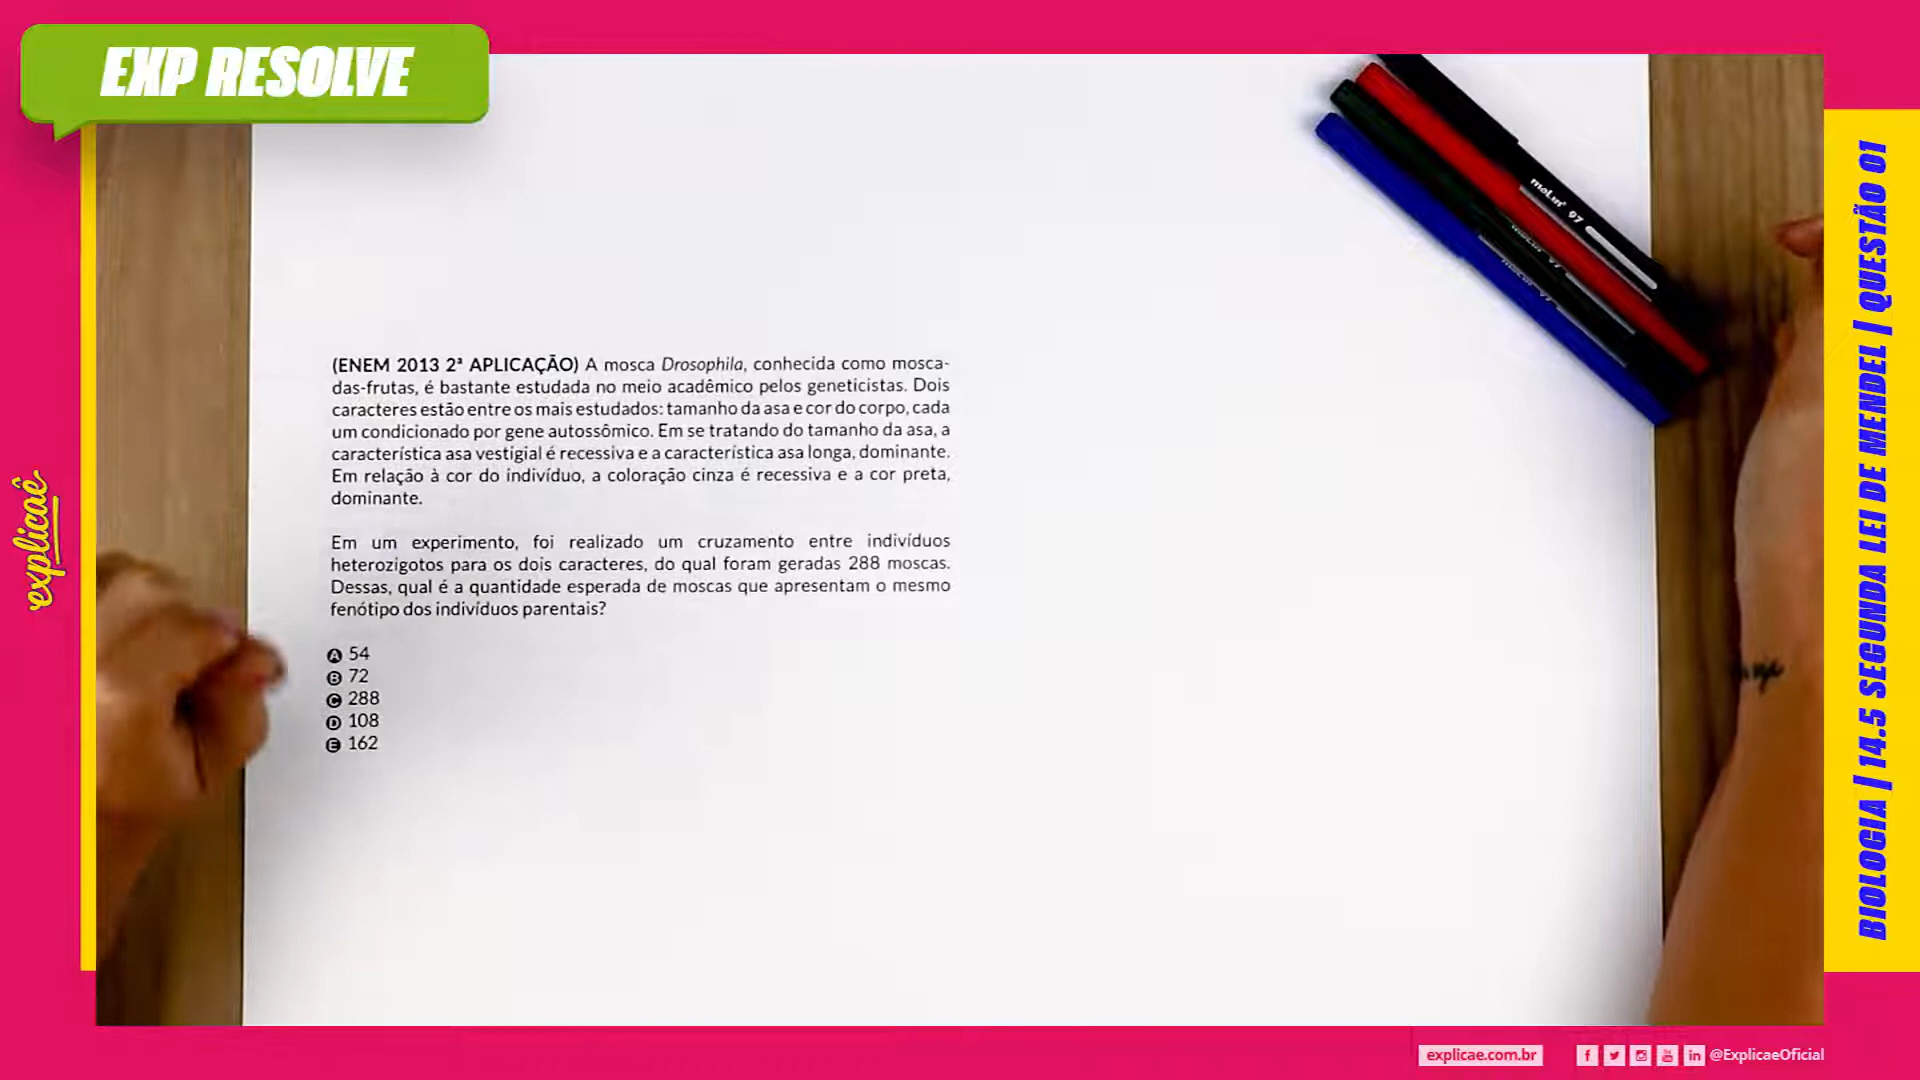 EXP RESOLVE
(ENEM 2013 2ª APLICAÇÃO) A mosca Drosophila, conhecida como mosca-
das-frutas, é bastante estudada no meio acadêmico pelos geneticistas. Dois
caracteres estão entre os mais estudados: tamanho da asa e cor do corpo, cada
um condicionado por gene autossômico. Em se tratando do tamanho da asa, a
característica asa vestigial é recessiva e a característica asa longa, dominante.
Em relação à cor do indivíduo, a coloração cinza é recessiva e a cor preta,
dominante.
Em um experimento, foi realizado um cruzamento entre indivíduos
heterozigotos para os dois caracteres, do qual foram geradas 288 moscas.
Dessas, qual é a quantidade esperada de moscas que apresentam o mesmo
fenótipo dos indivíduos parentais?
A 54
B 72
C 288
D 108
E 162
moLin 97
explicaê
BIOLOGIA | 14.5 SEGUNDA LEI DE MENDEL | QUESTÃO 01
explicae.com.br
@ExplicaeOficial